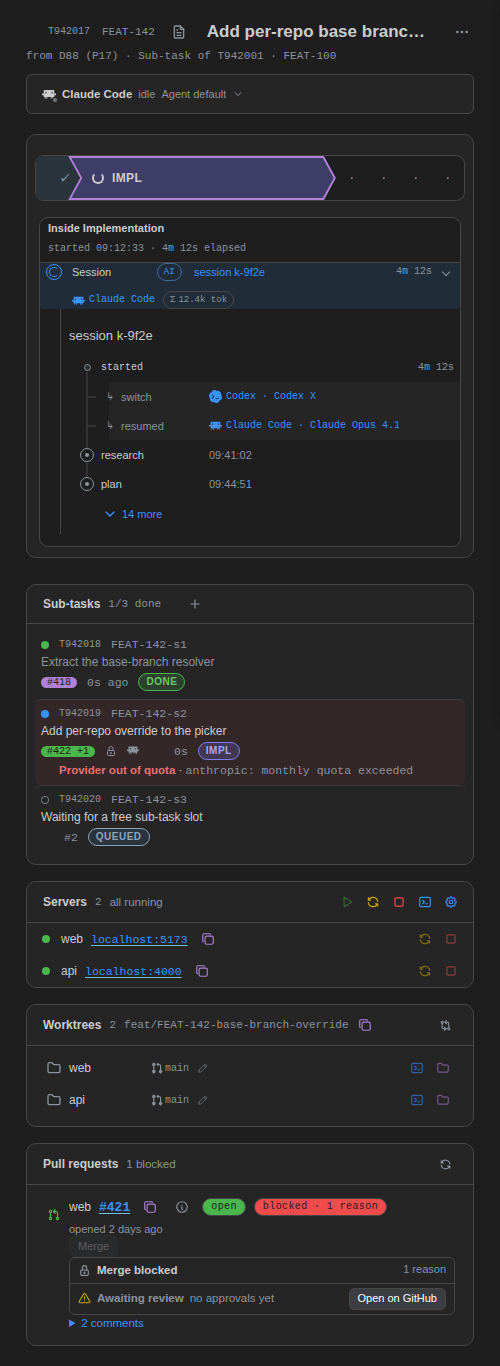 T942017 FEAT-142 Add per-repo base branc…
from D88 (P17) · Sub-task of T942001 · FEAT-100
Claude Code idle Agent default
✓ IMPL · · · ·
Inside Implementation
started 09:12:33 · 4m 12s elapsed
Session AI session k-9f2e 4m 12s
Claude Code Σ 12.4k tok
session k-9f2e
started 4m 12s
↳ switch Codex · Codex X
↳ resumed Claude Code · Claude Opus 4.1
research 09:41:02
plan 09:44:51
14 more
Sub-tasks 1/3 done
T942018 FEAT-142-s1
Extract the base-branch resolver
#418 0s ago DONE
T942019 FEAT-142-s2
Add per-repo override to the picker
#422 +1 0s IMPL
Provider out of quota · anthropic: monthly quota exceeded
T942020 FEAT-142-s3
Waiting for a free sub-task slot
#2 QUEUED
Servers 2 all running
web localhost:5173
api localhost:4000
Worktrees 2 feat/FEAT-142-base-branch-override
web main
api main
Pull requests 1 blocked
web #421 open blocked · 1 reason
opened 2 days ago
Merge
Merge blocked 1 reason
Awaiting review no approvals yet Open on GitHub
2 comments